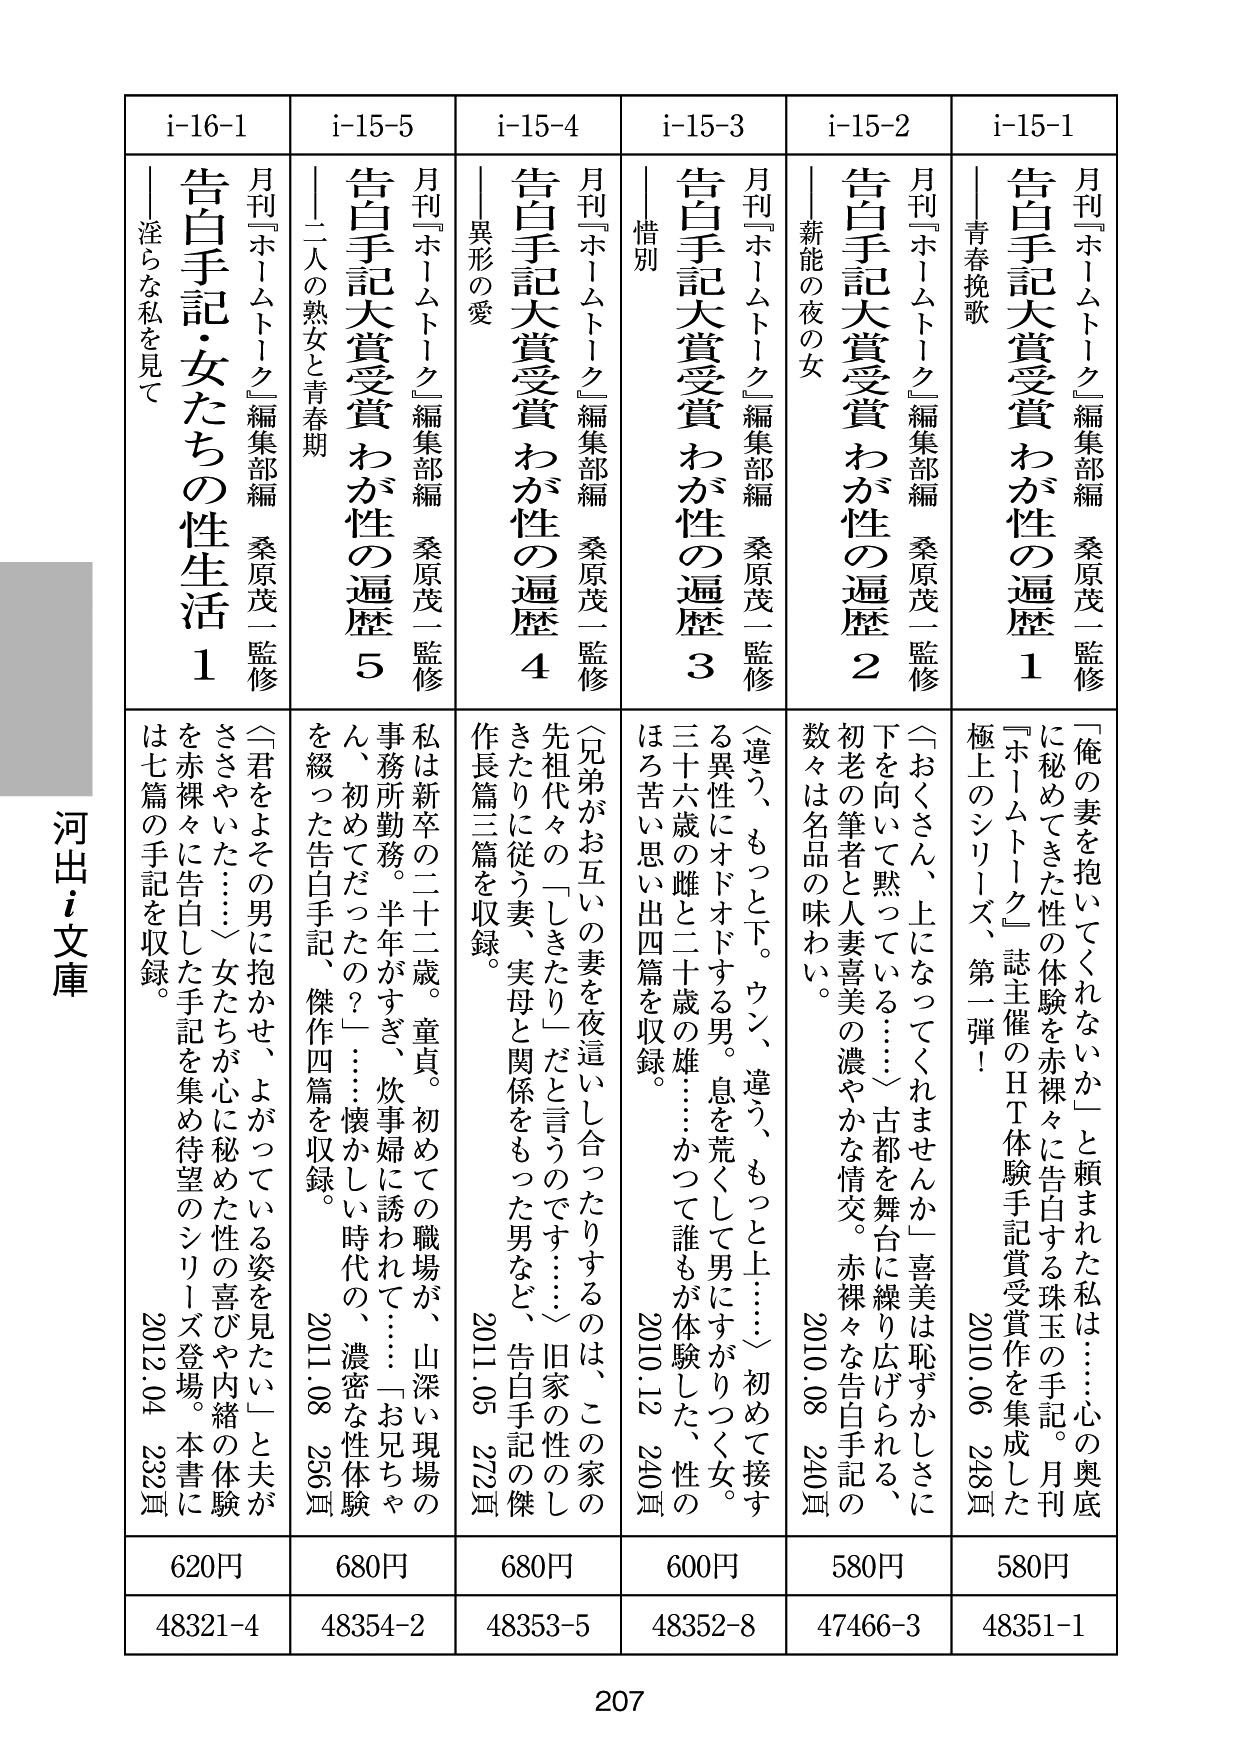 i-15-1
月刊『ホームトーク』編集部編　桑原茂一監修
告白手記大賞受賞 わが性の遍歴 1
──青春挽歌
「俺の妻を抱いてくれないか」と頼まれた私は……心の奥底
に秘めてきた性の体験を赤裸々に告白する珠玉の手記。月刊
『ホームトーク』誌主催のＨＴ体験手記賞受賞作を集成した
極上のシリーズ、第一弾！　2010.06　248頁
580円
48351-1
i-15-2
月刊『ホームトーク』編集部編　桑原茂一監修
告白手記大賞受賞 わが性の遍歴 2
──薪能の夜の女
〈「おくさん、上になってくれませんか」喜美は恥ずかしさに
下を向いて黙っている……〉古都を舞台に繰り広げられる、
初老の筆者と人妻喜美の濃やかな情交。赤裸々な告白手記の
数々は名品の味わい。　2010.08　240頁
580円
47466-3
i-15-3
月刊『ホームトーク』編集部編　桑原茂一監修
告白手記大賞受賞 わが性の遍歴 3
──惜別
〈違う、もっと下。ウン、違う、もっと上……〉初めて接す
る異性にオドオドする男。息を荒くして男にすがりつく女。
三十六歳の雌と二十歳の雄……かつて誰もが体験した、性の
ほろ苦い思い出四篇を収録。　2010.12　240頁
600円
48352-8
i-15-4
月刊『ホームトーク』編集部編　桑原茂一監修
告白手記大賞受賞 わが性の遍歴 4
──異形の愛
〈兄弟がお互いの妻を夜這いし合ったりするのは、この家の
先祖代々の「しきたり」だと言うのです……〉旧家の性のし
きたりに従う妻、実母と関係をもった男など、告白手記の傑
作長篇三篇を収録。　2011.05　272頁
680円
48353-5
i-15-5
月刊『ホームトーク』編集部編　桑原茂一監修
告白手記大賞受賞 わが性の遍歴 5
──二人の熟女と青春期
私は新卒の二十二歳。童貞。初めての職場が、山深い現場の
事務所勤務。半年がすぎ、炊事婦に誘われて……「お兄ちゃ
ん、初めてだったの？」……懐かしい時代の、濃密な性体験
を綴った告白手記、傑作四篇を収録。　2011.08　256頁
680円
48354-2
i-16-1
月刊『ホームトーク』編集部編　桑原茂一監修
告白手記・女たちの性生活 1
──淫らな私を見て
〈「君をよその男に抱かせ、よがっている姿を見たい」と夫が
ささやいた……〉女たちが心に秘めた性の喜びや内緒の体験
を赤裸々に告白した手記を集め待望のシリーズ登場。本書に
は七篇の手記を収録。　2012.04　232頁
620円
48321-4
河出i文庫
207